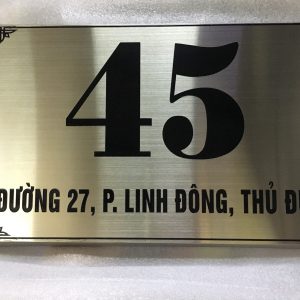 45
ĐƯỜNG 27, P. LINH ĐÔNG, THỦ